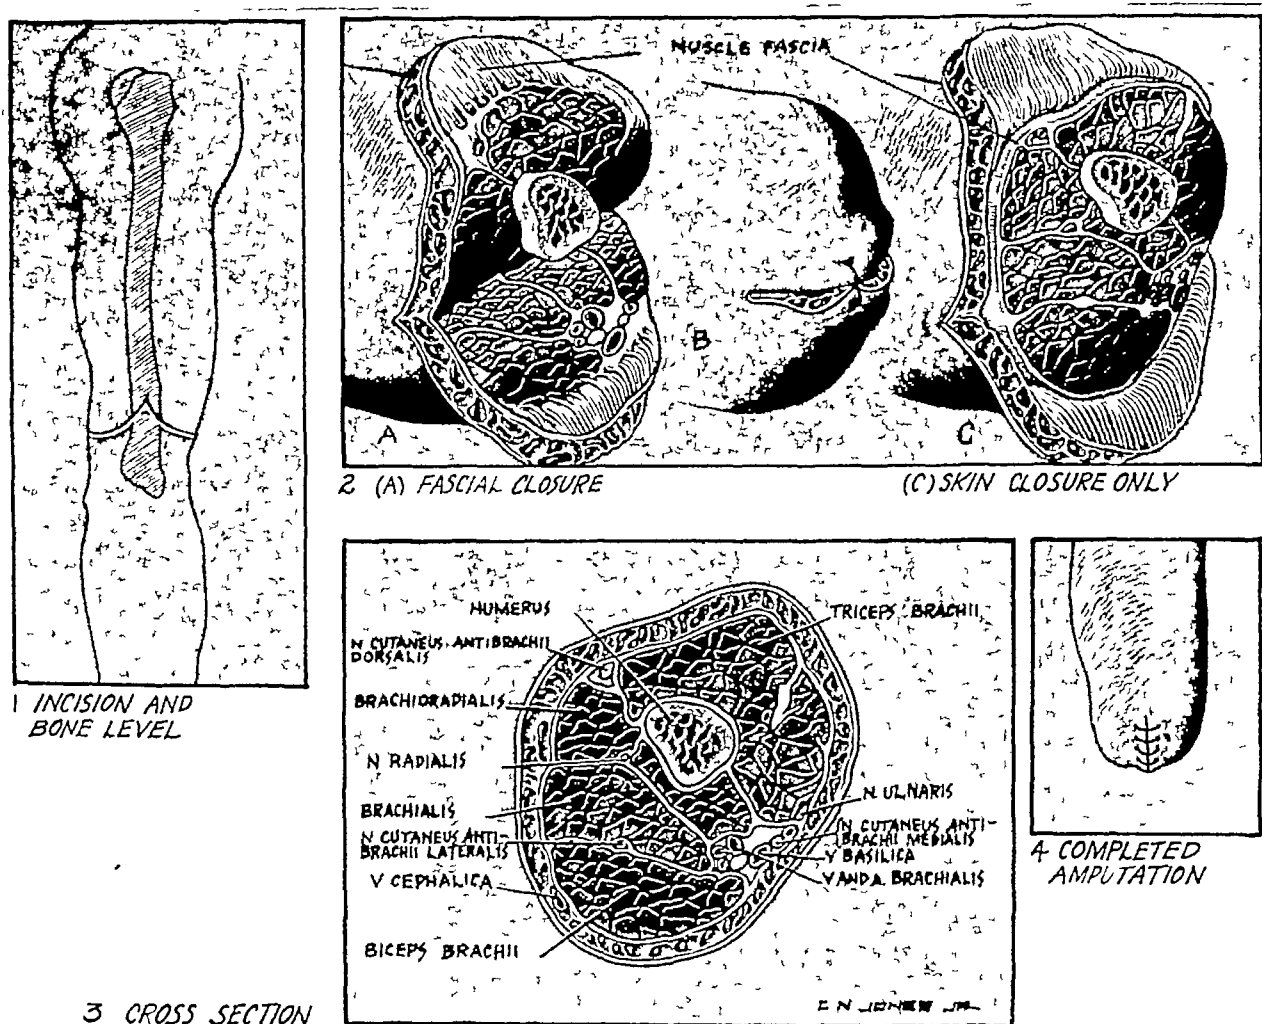 MUSCLE FASCIA
A
B
C
1 INCISION AND
BONE LEVEL
2 (A) FASCIAL CLOSURE
(C) SKIN CLOSURE ONLY
HUMERUS
N CUTANEUS ANTIBRACHII
DORSALIS
BRACHIORADIALIS
N RADIALIS
BRACHIALIS
N CUTANEUS ANTI-
BRACHII LATERALIS
V CEPHALICA
BICEPS BRACHII
TRICEPS BRACHII
N ULNARIS
N CUTANEUS ANTI-
BRACHII MEDIALIS
V BASILICA
V AND A BRACHIALIS
3 CROSS SECTION
4 COMPLETED
AMPUTATION